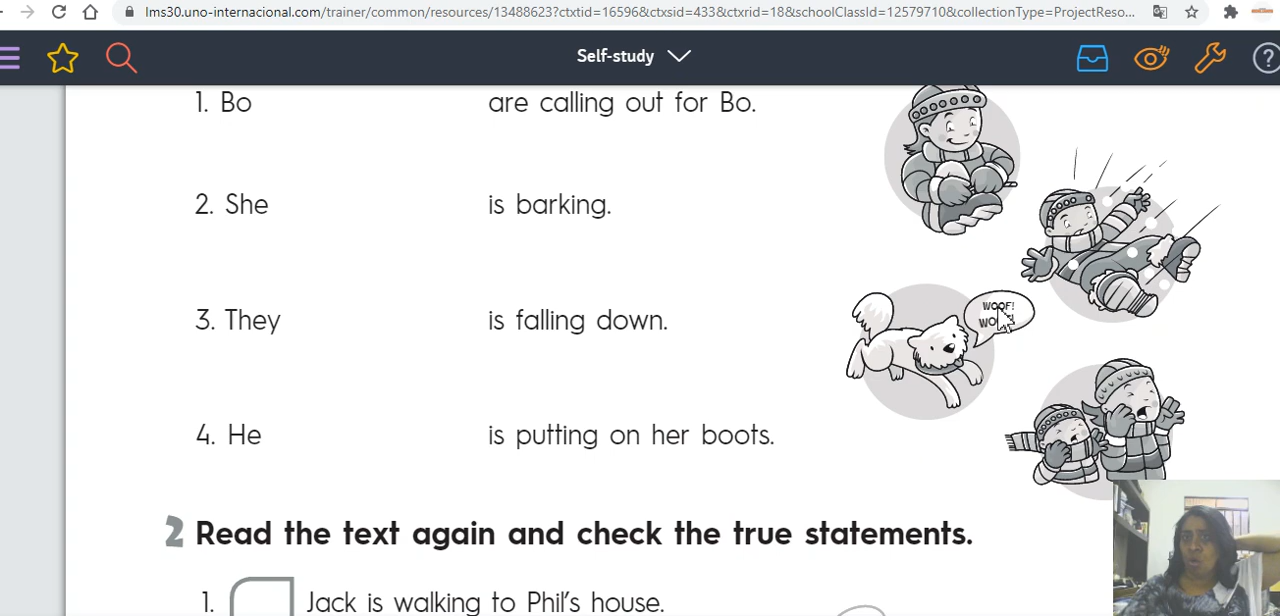 lms30.uno-internacional.com/trainer/common/resources/13488623?ctxtid=16596&ctxsid=433&ctxrid=18&schoolClassId=12579710&collectionType=ProjectReso...
Self-study
1. Bo are calling out for Bo.
2. She is barking.
WOOF!
3. They is falling down.
4. He is putting on her boots.
2 Read the text again and check the true statements.
1. Jack is walking to Phil's house.